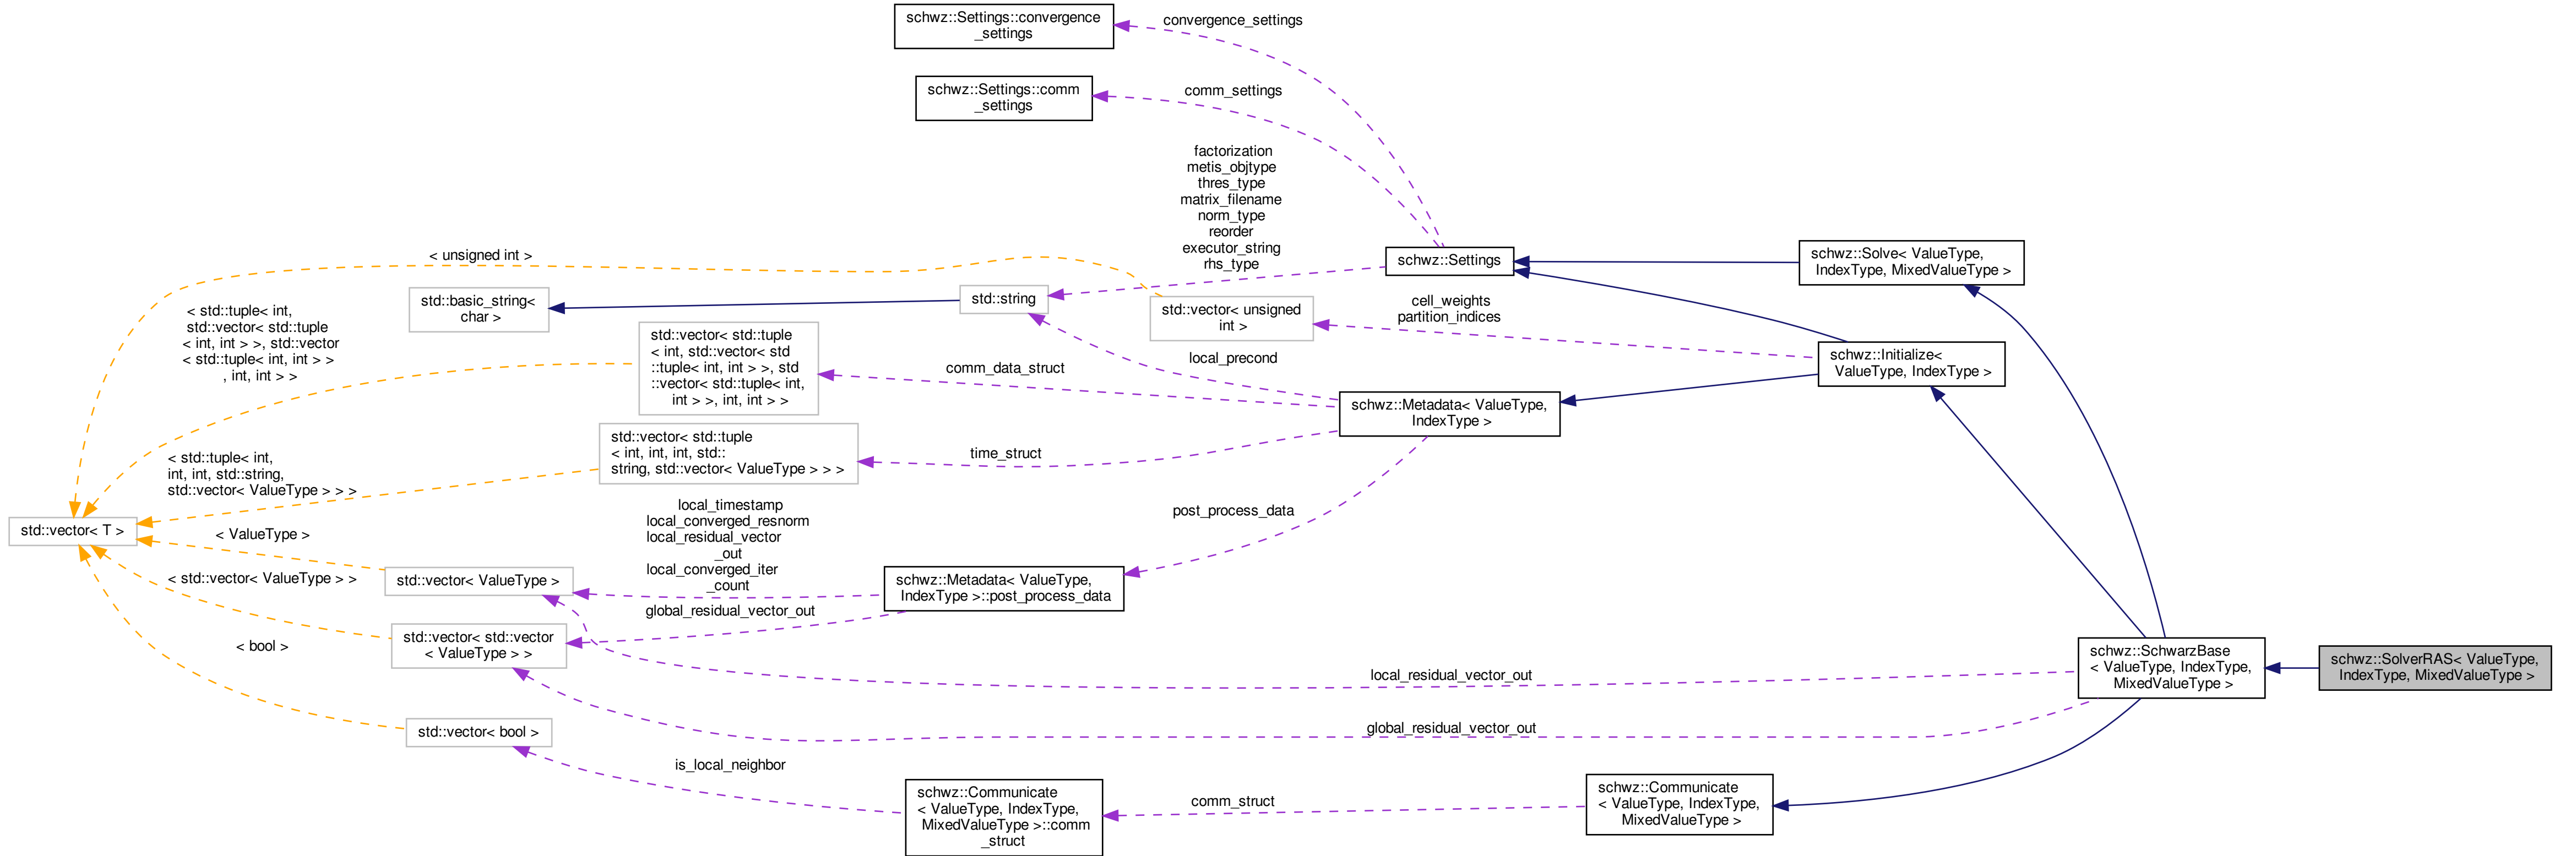 schwz::Settings::convergence
_settings
convergence_settings
schwz::Settings::comm
_settings
comm_settings
factorization
metis_objtype
thres_type
matrix_filename
norm_type
reorder
executor_string
rhs_type
< unsigned int >
schwz::Settings
schwz::Solve< ValueType,
IndexType, MixedValueType >
std::basic_string<
char >
std::string
std::vector< unsigned
int >
cell_weights
partition_indices
< std::tuple< int,
std::vector< std::tuple
< int, int > >, std::vector
< std::tuple< int, int > >
, int, int > >
std::vector< std::tuple
< int, std::vector< std
::tuple< int, int > >, std
::vector< std::tuple< int,
int > >, int, int > >
comm_data_struct
local_precond
schwz::Initialize<
ValueType, IndexType >
schwz::Metadata< ValueType,
IndexType >
std::vector< std::tuple
< int, int, int, std::
string, std::vector< ValueType > > >
time_struct
< std::tuple< int,
int, int, std::string,
std::vector< ValueType > > >
std::vector< T >
< ValueType >
local_timestamp
local_converged_resnorm
local_residual_vector
_out
local_converged_iter
_count
post_process_data
< std::vector< ValueType > >
std::vector< ValueType >
schwz::Metadata< ValueType,
IndexType >::post_process_data
global_residual_vector_out
std::vector< std::vector
< ValueType > >
< bool >
local_residual_vector_out
schwz::SchwarzBase
< ValueType, IndexType,
MixedValueType >
schwz::SolverRAS< ValueType,
IndexType, MixedValueType >
std::vector< bool >
global_residual_vector_out
is_local_neighbor
schwz::Communicate
< ValueType, IndexType,
MixedValueType >::comm
_struct
comm_struct
schwz::Communicate
< ValueType, IndexType,
MixedValueType >